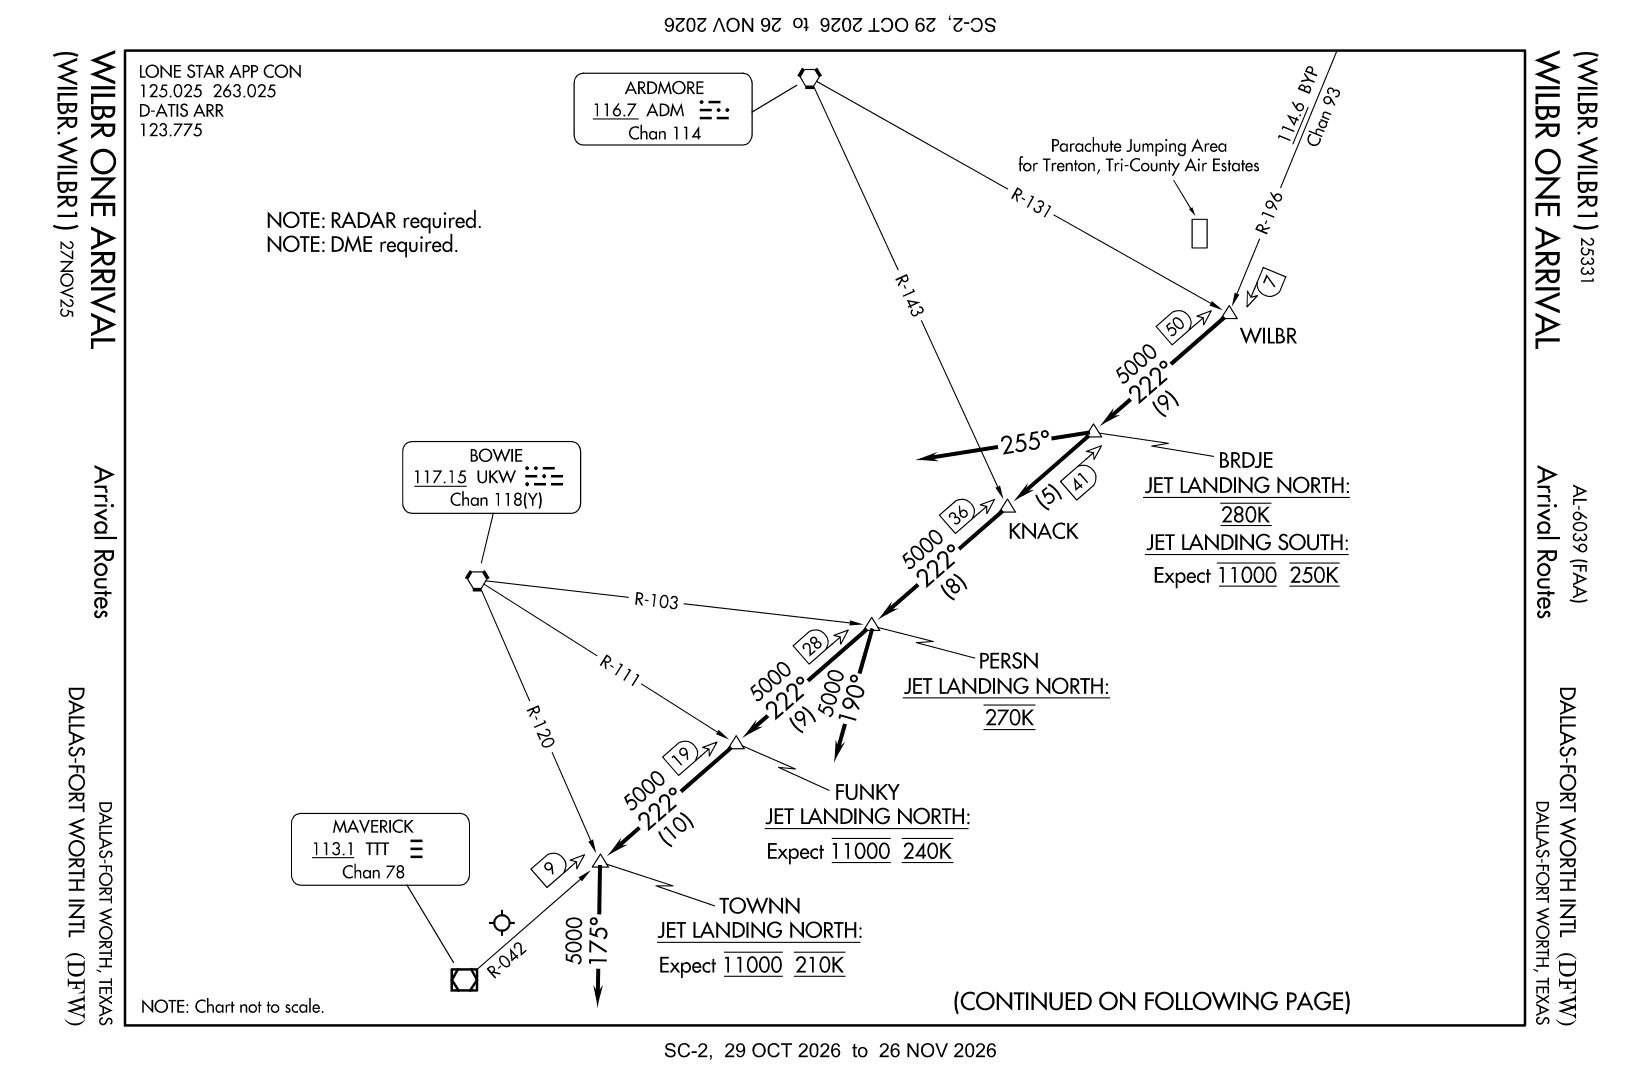 SC-2, 29 OCT 2026 to 26 NOV 2026
(WILBR.WILBR1) 27NOV25
WILBR ONE ARRIVAL
Arrival Routes
DALLAS-FORT WORTH INTL (DFW)
DALLAS-FORT WORTH, TEXAS
(WILBR.WILBR1) 25331
WILBR ONE ARRIVAL
Arrival Routes
AL-6039 (FAA)
DALLAS-FORT WORTH INTL (DFW)
DALLAS-FORT WORTH, TEXAS
LONE STAR APP CON
125.025 263.025
D-ATIS ARR
123.775
ARDMORE
116.7 ADM
Chan 114
114.6 BYP
Chan 93
Parachute Jumping Area
for Trenton, Tri-County Air Estates
NOTE: RADAR required.
NOTE: DME required.
R-131
R-196
R-143
7
50
WILBR
5000
222°
(9)
255°
BRDJE
JET LANDING NORTH:
280K
JET LANDING SOUTH:
Expect 11000 250K
(5)
41
BOWIE
117.15 UKW
Chan 118(Y)
36
KNACK
5000
222°
(8)
R-103
R-111
R-120
28
PERSN
JET LANDING NORTH:
270K
5000
222°
(9)
5000
190°
19
FUNKY
JET LANDING NORTH:
Expect 11000 240K
5000
222°
(10)
MAVERICK
113.1 TTT
Chan 78
9
R-042
TOWNN
JET LANDING NORTH:
Expect 11000 210K
5000
175°
NOTE: Chart not to scale.
(CONTINUED ON FOLLOWING PAGE)
SC-2, 29 OCT 2026 to 26 NOV 2026